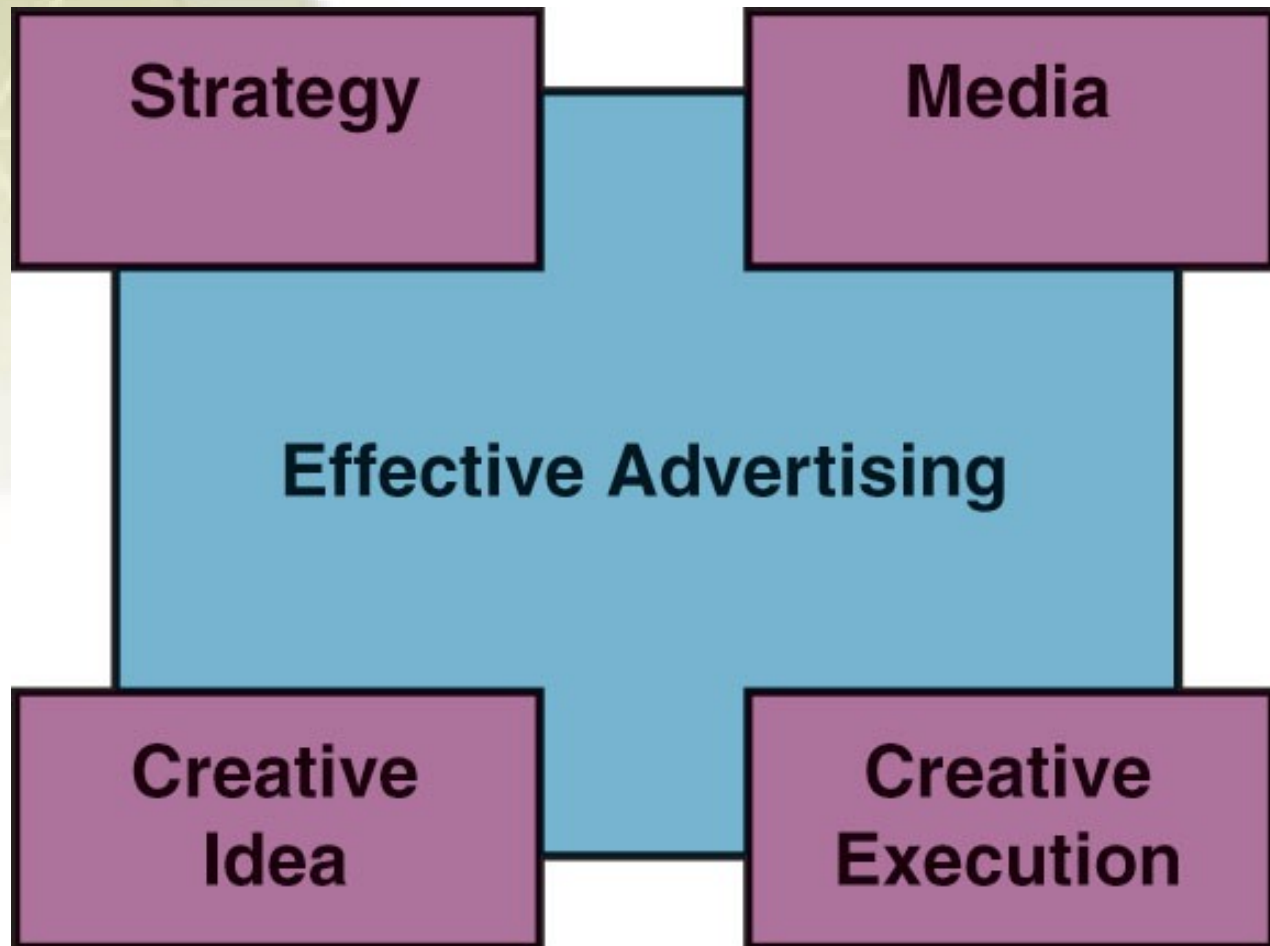 Strategy
Media
Effective Advertising
Creative
Idea
Creative
Execution